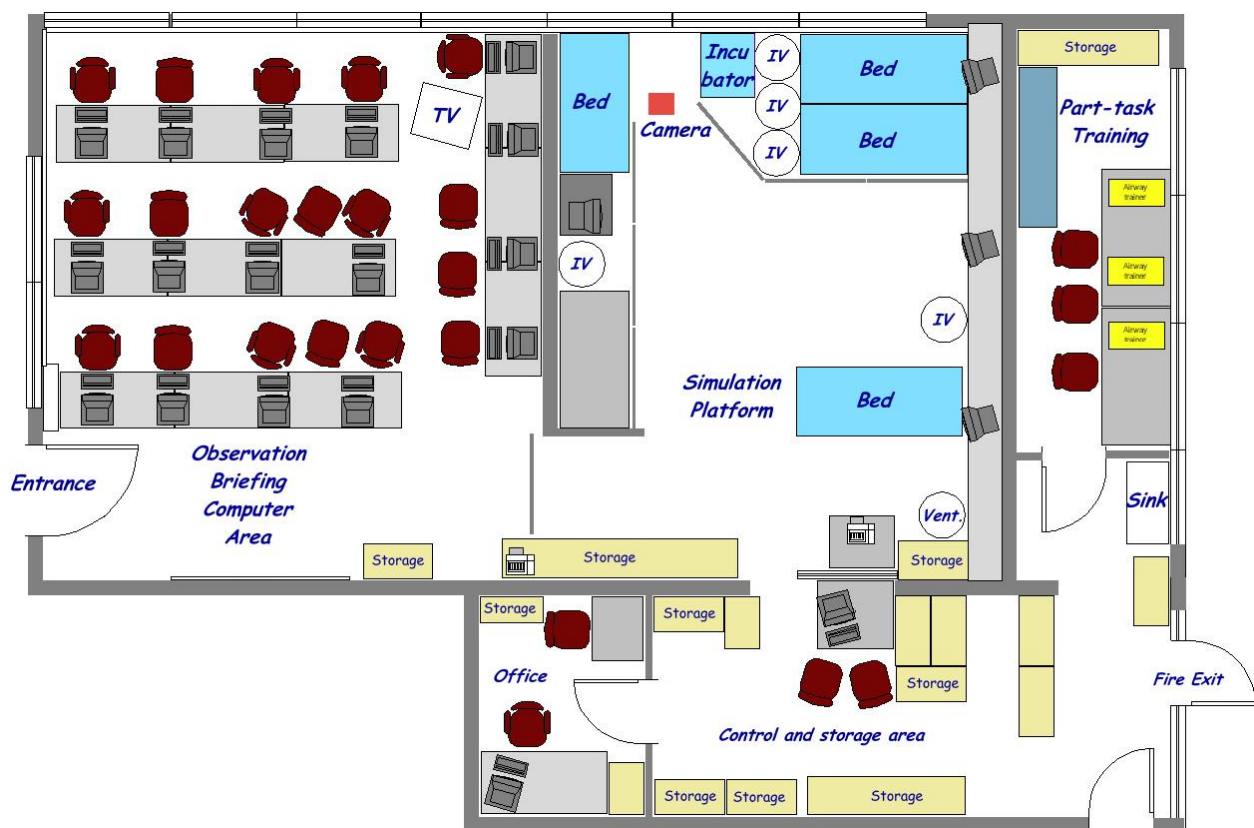 Storage
TV
Bed
Incu
bator
IV
IV
IV
Bed
Bed
Camera
Part-task
Training
Airway
trainer
Airway
trainer
Airway
trainer
IV
IV
Simulation
Platform
Bed
Entrance
Observation
Briefing
Computer
Area
Sink
Vent.
Storage
Storage
Storage
Storage
Storage
Office
Storage
Fire Exit
Control and storage area
Storage
Storage
Storage